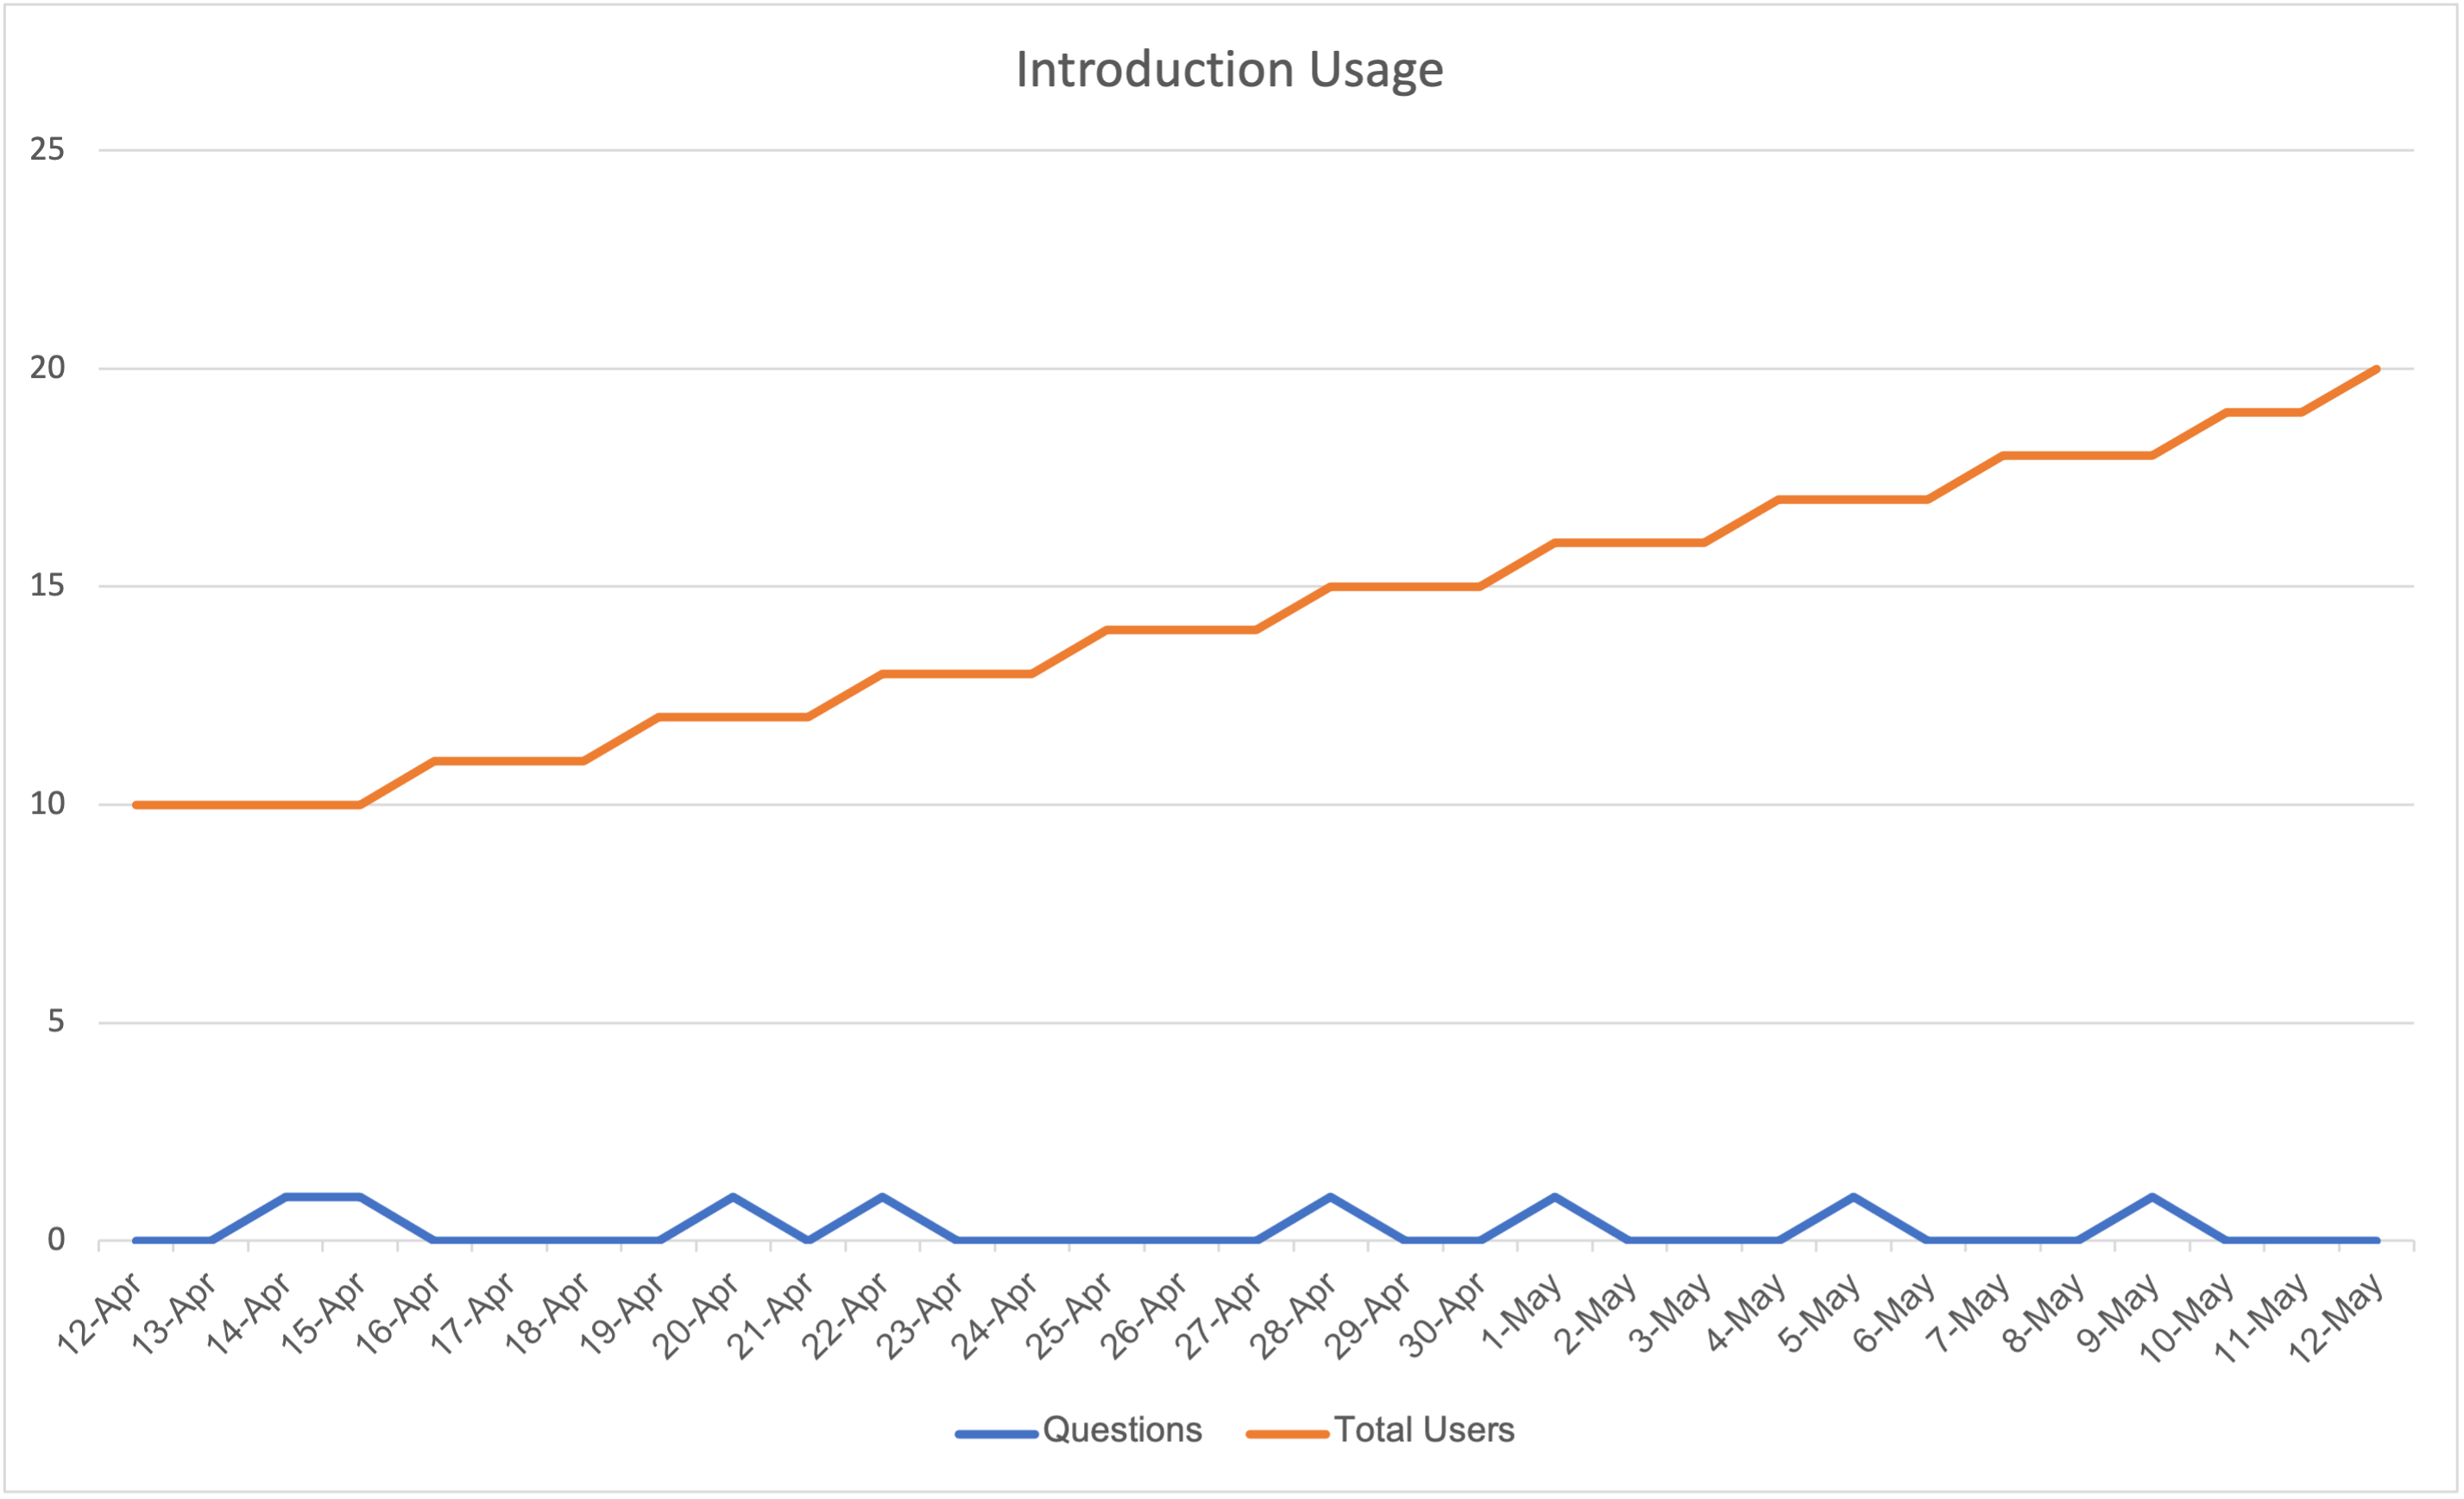 Introduction Usage
25
20
15
10
5
0
12-Apr 13-Apr 14-Apr 15-Apr 16-Apr 17-Apr 18-Apr 19-Apr 20-Apr 21-Apr 22-Apr 23-Apr 24-Apr 25-Apr 26-Apr 27-Apr 28-Apr 29-Apr 30-Apr 1-May 2-May 3-May 4-May 5-May 6-May 7-May 8-May 9-May 10-May 11-May 12-May
Questions Total Users